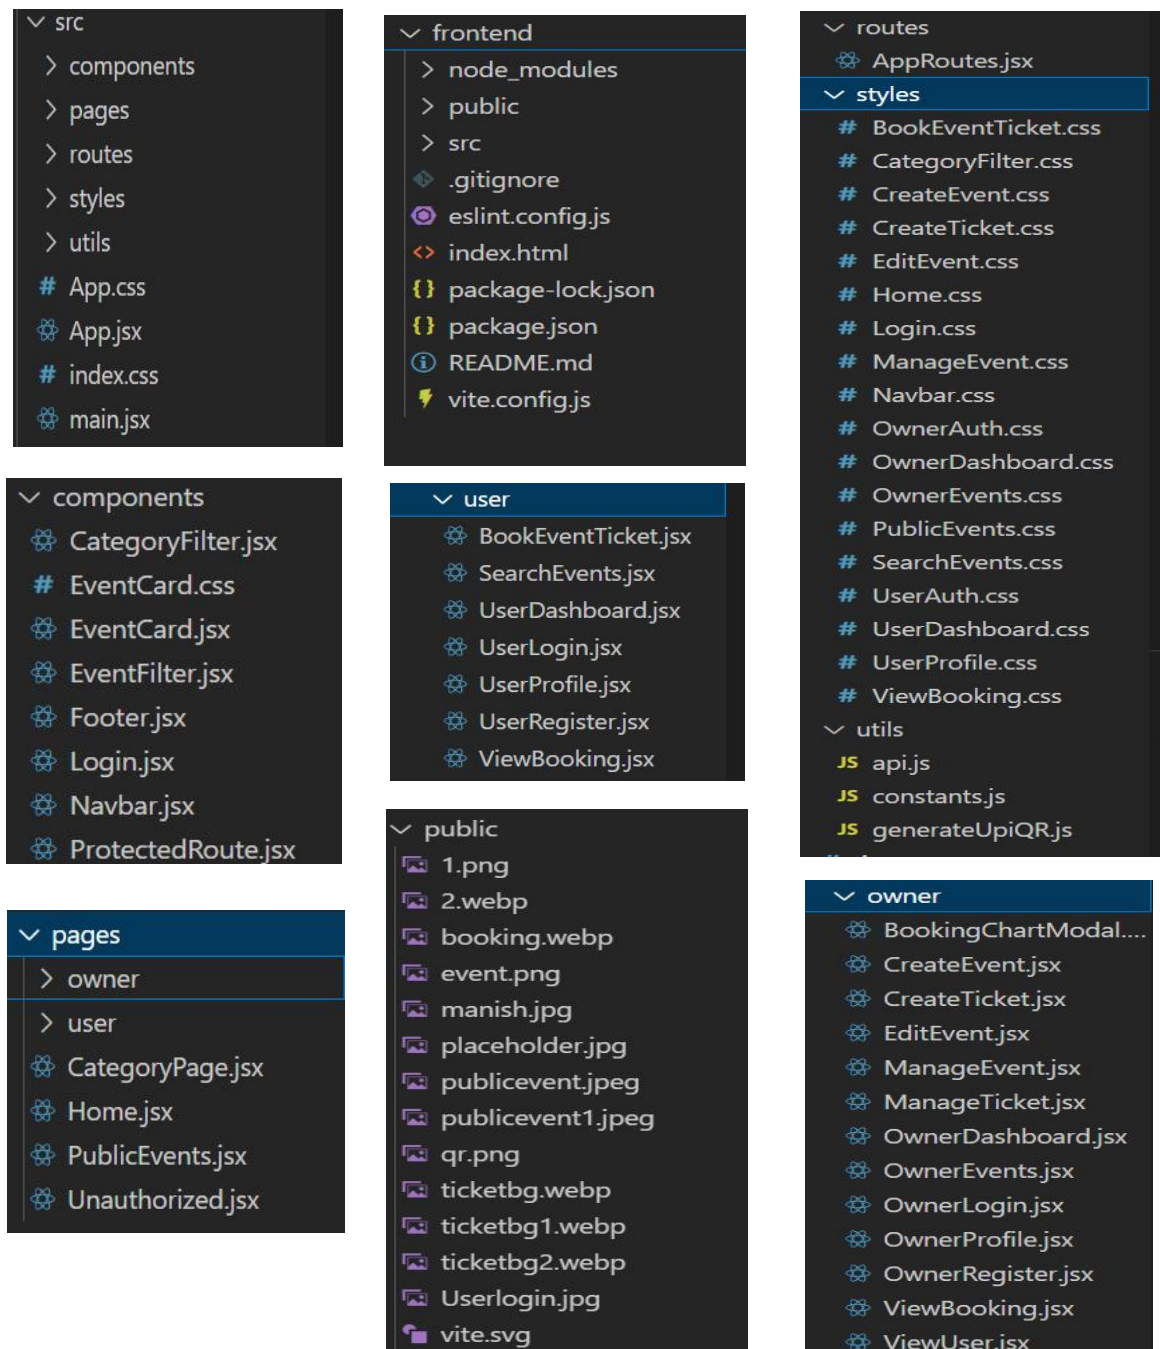 src
components
pages
routes
styles
utils
# App.css
App.jsx
# index.css
main.jsx
components
CategoryFilter.jsx
# EventCard.css
EventCard.jsx
EventFilter.jsx
Footer.jsx
Login.jsx
Navbar.jsx
ProtectedRoute.jsx
pages
owner
user
CategoryPage.jsx
Home.jsx
PublicEvents.jsx
Unauthorized.jsx
frontend
node_modules
public
src
.gitignore
eslint.config.js
<> index.html
{} package-lock.json
{} package.json
README.md
vite.config.js
user
BookEventTicket.jsx
SearchEvents.jsx
UserDashboard.jsx
UserLogin.jsx
UserProfile.jsx
UserRegister.jsx
ViewBooking.jsx
public
1.png
2.webp
booking.webp
event.png
manish.jpg
placeholder.jpg
publicevent.jpeg
publicevent1.jpeg
qr.png
ticketbg.webp
ticketbg1.webp
ticketbg2.webp
Userlogin.jpg
vite.svg
routes
AppRoutes.jsx
styles
# BookEventTicket.css
# CategoryFilter.css
# CreateEvent.css
# CreateTicket.css
# EditEvent.css
# Home.css
# Login.css
# ManageEvent.css
# Navbar.css
# OwnerAuth.css
# OwnerDashboard.css
# OwnerEvents.css
# PublicEvents.css
# SearchEvents.css
# UserAuth.css
# UserDashboard.css
# UserProfile.css
# ViewBooking.css
utils
JS api.js
JS constants.js
JS generateUpiQR.js
owner
BookingChartModal....
CreateEvent.jsx
CreateTicket.jsx
EditEvent.jsx
ManageEvent.jsx
ManageTicket.jsx
OwnerDashboard.jsx
OwnerEvents.jsx
OwnerLogin.jsx
OwnerProfile.jsx
OwnerRegister.jsx
ViewBooking.jsx
ViewUser.jsx